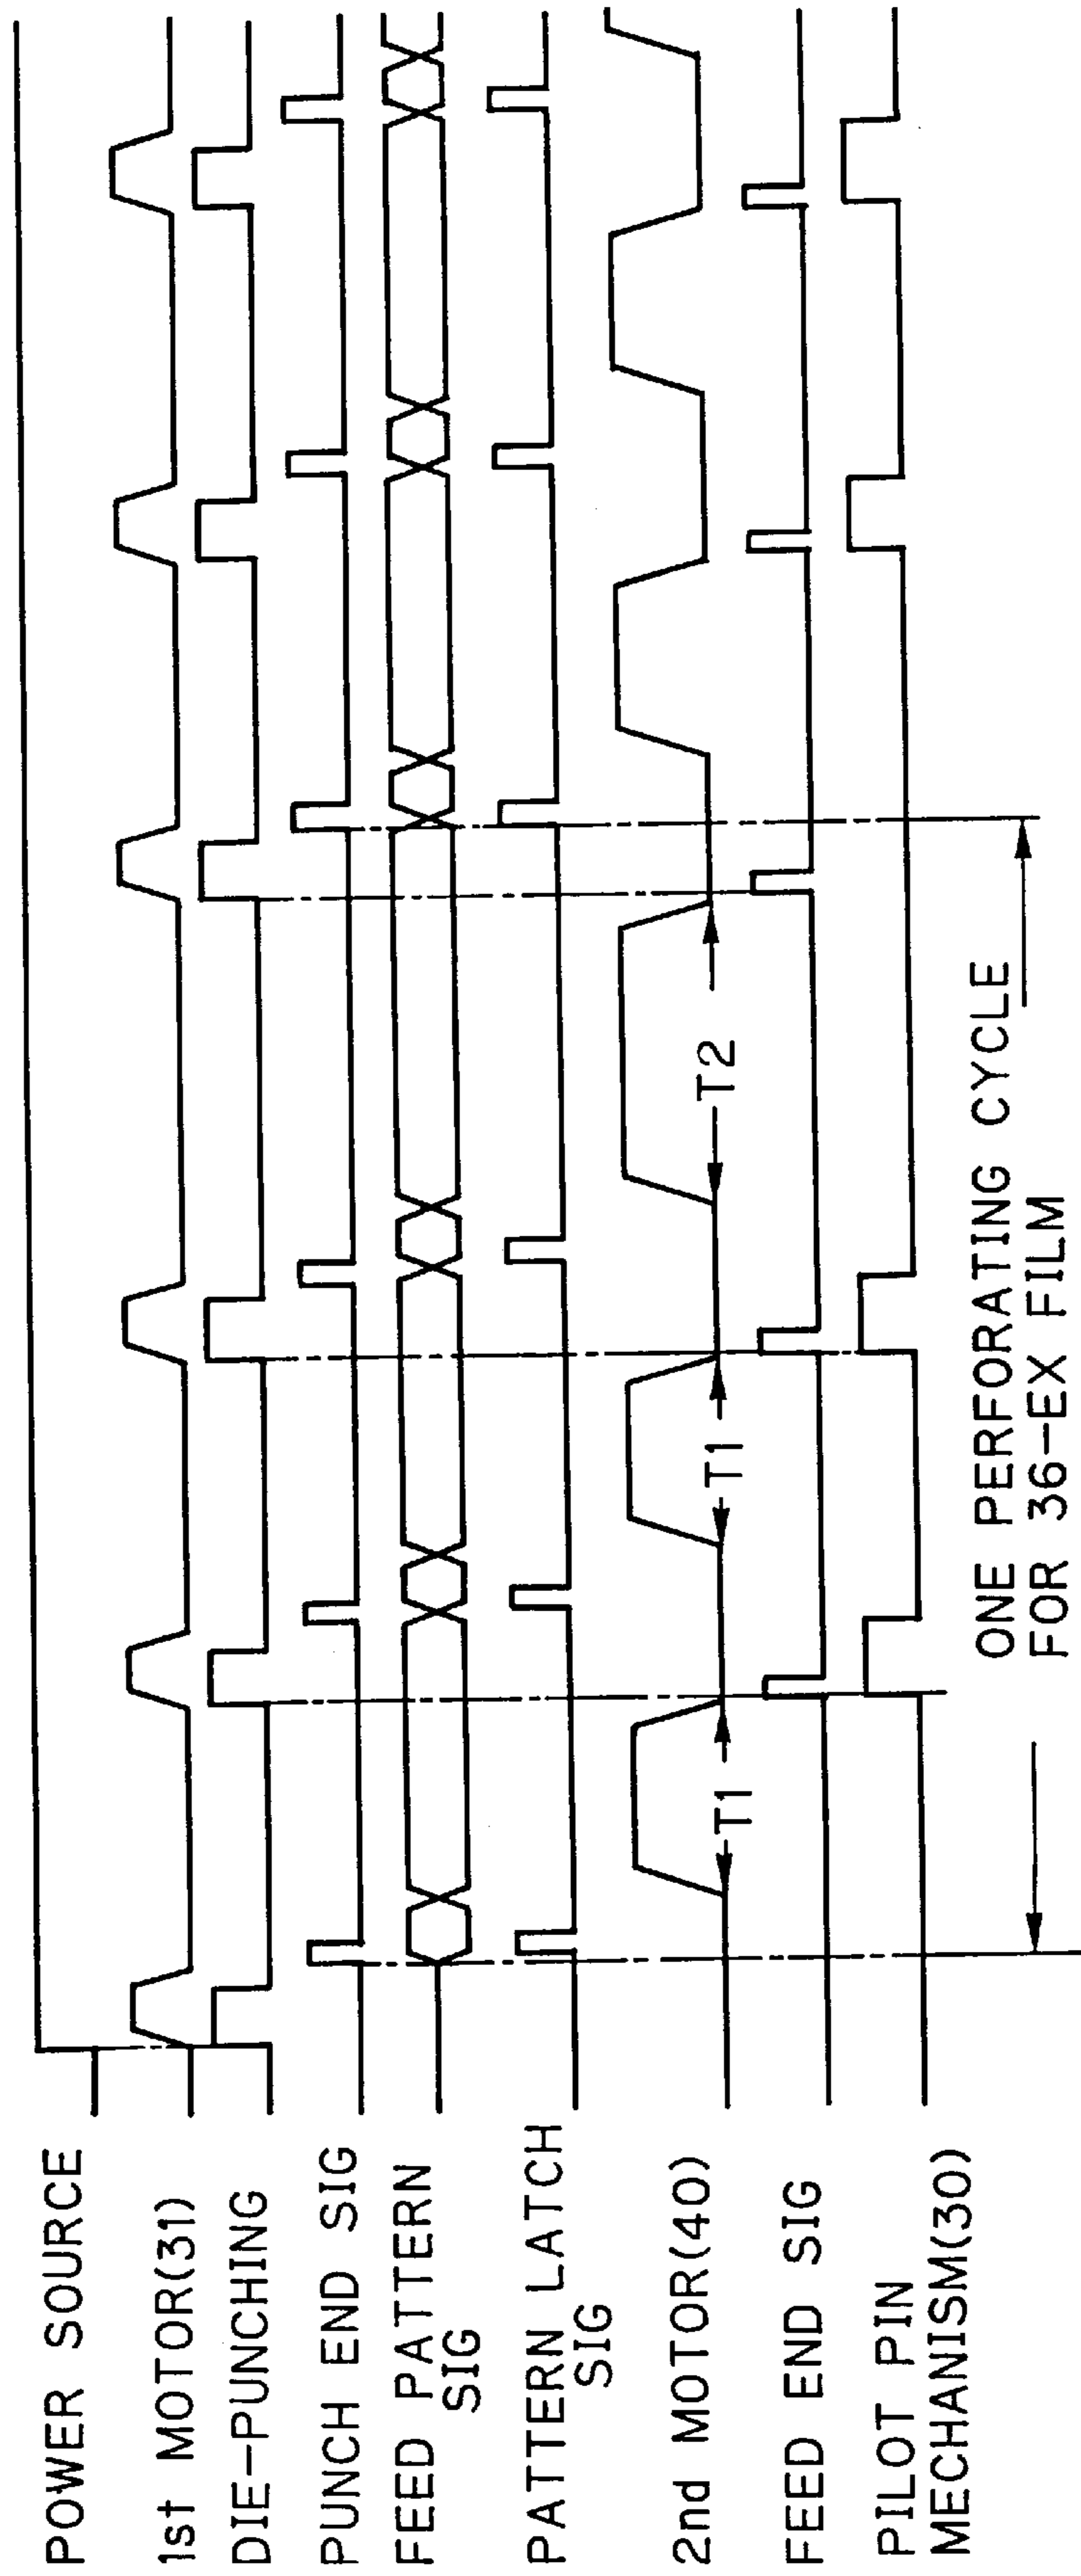 POWER SOURCE
1st MOTOR(31)
DIE-PUNCHING
PUNCH END SIG
FEED PATTERN
SIG
PATTERN LATCH
SIG
2nd MOTOR(40)
T1
T1
T2
FEED END SIG
PILOT PIN
MECHANISM(30)
ONE PERFORATING CYCLE
FOR 36-EX FILM